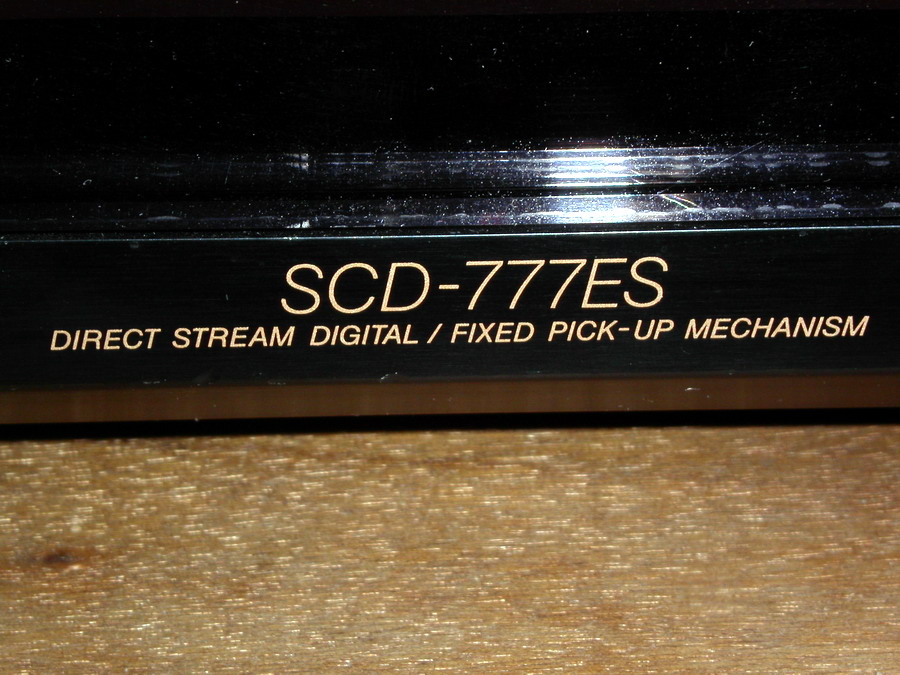 SCD-777ES
DIRECT STREAM DIGITAL / FIXED PICK-UP MECHANISM